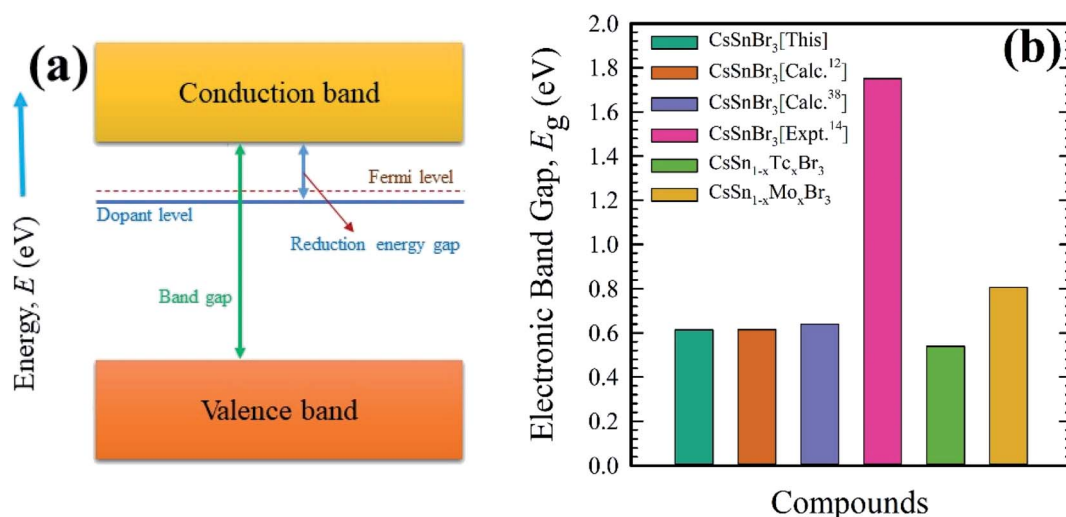 (a)
Conduction band
Fermi level
Dopant level
Reduction energy gap
Band gap
Valence band
Energy, E (eV)
(b)
CsSnBr₃[This]
CsSnBr₃[Calc.¹²]
CsSnBr₃[Calc.³⁸]
CsSnBr₃[Expt.¹⁴]
CsSn₁₋ₓTcₓBr₃
CsSn₁₋ₓMoₓBr₃
2.0
1.8
1.6
1.4
1.2
1.0
0.8
0.6
0.4
0.2
0.0
Electronic Band Gap, E_g (eV)
Compounds